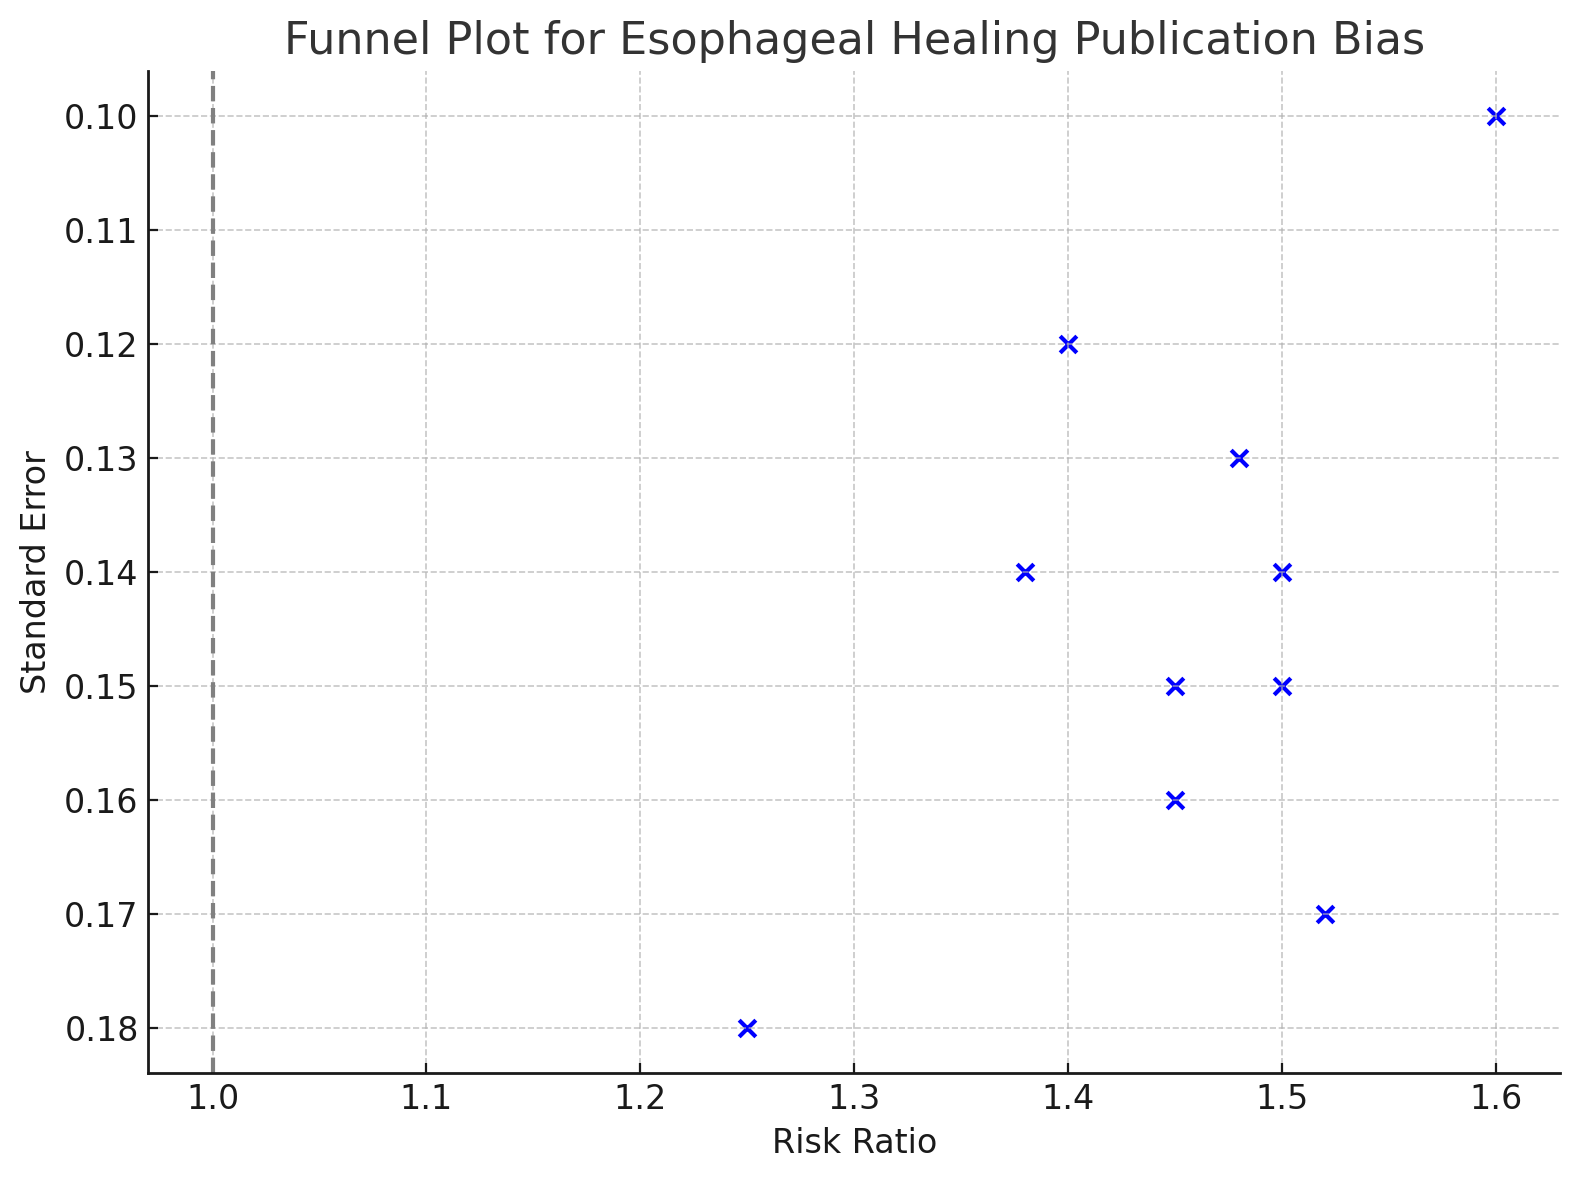 Funnel Plot for Esophageal Healing Publication Bias
Standard Error
0.10
0.11
0.12
0.13
0.14
0.15
0.16
0.17
0.18
1.0 1.1 1.2 1.3 1.4 1.5 1.6
Risk Ratio